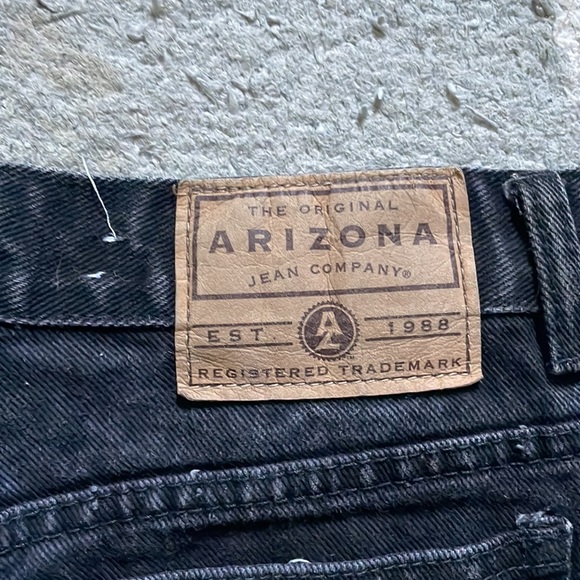 THE ORIGINAL
ARIZONA
JEAN COMPANY®
EST AZ 1988
REGISTERED TRADEMARK